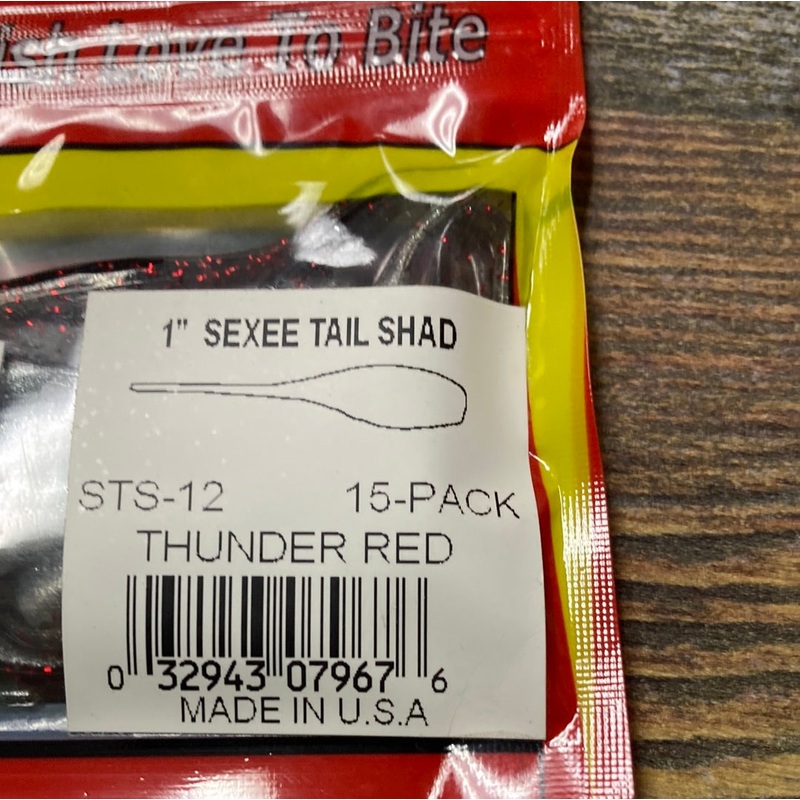 ish Love To Bite
1" SEXEE TAIL SHAD
STS-12 15-PACK
THUNDER RED
0 32943 07967 6
MADE IN U.S.A